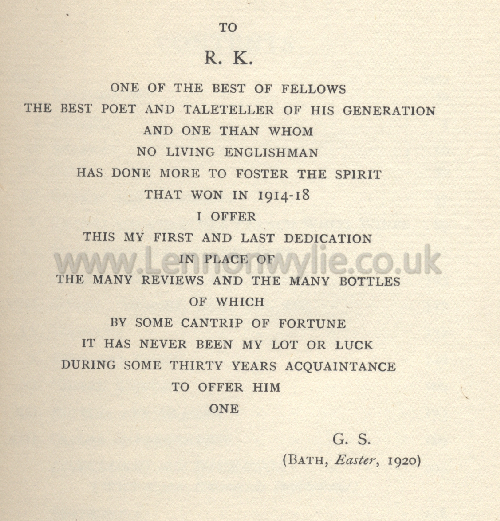 TO
R. K.
ONE OF THE BEST OF FELLOWS
THE BEST POET AND TALETELLER OF HIS GENERATION
AND ONE THAN WHOM
NO LIVING ENGLISHMAN
HAS DONE MORE TO FOSTER THE SPIRIT
THAT WON IN 1914-18
I OFFER
THIS MY FIRST AND LAST DEDICATION
IN PLACE OF
www.Lennonwylie.co.uk
THE MANY REVIEWS AND THE MANY BOTTLES
OF WHICH
BY SOME CANTRIP OF FORTUNE
IT HAS NEVER BEEN MY LOT OR LUCK
DURING SOME THIRTY YEARS ACQUAINTANCE
TO OFFER HIM
ONE
G. S.
(BATH, Easter, 1920)